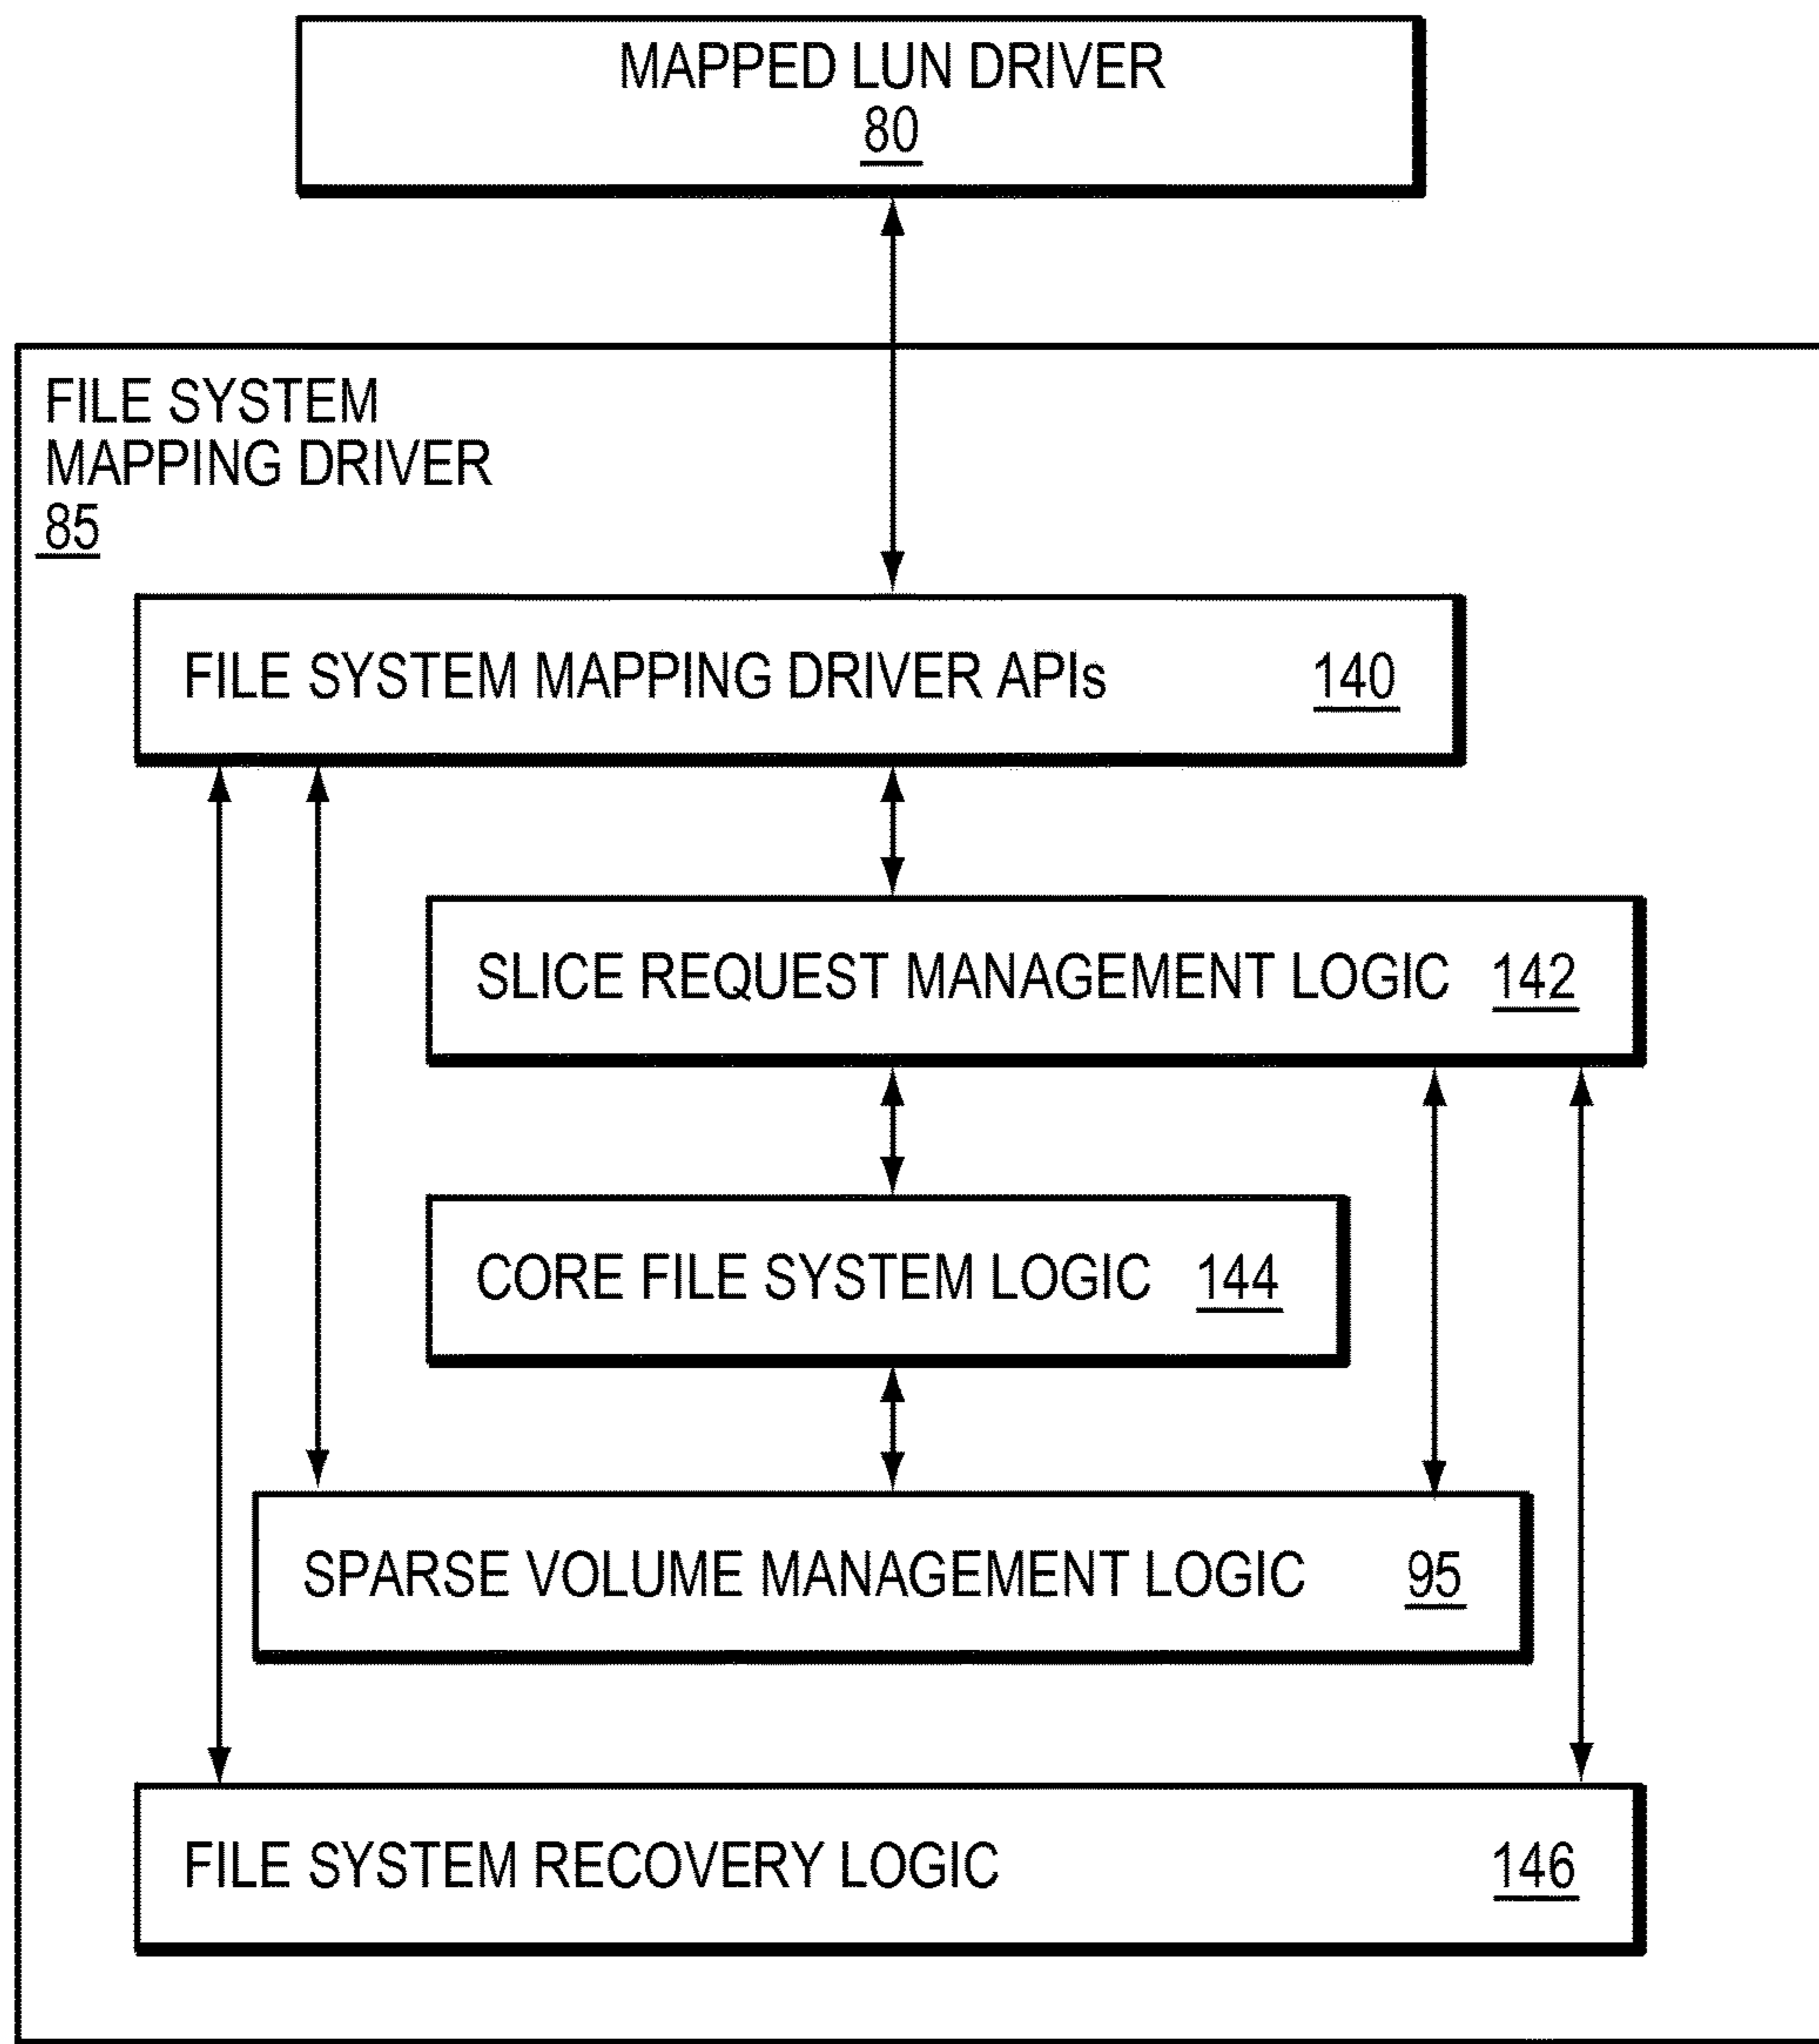 MAPPED LUN DRIVER
80
FILE SYSTEM
MAPPING DRIVER
85
FILE SYSTEM MAPPING DRIVER APIs 140
SLICE REQUEST MANAGEMENT LOGIC 142
CORE FILE SYSTEM LOGIC 144
SPARSE VOLUME MANAGEMENT LOGIC 95
FILE SYSTEM RECOVERY LOGIC 146